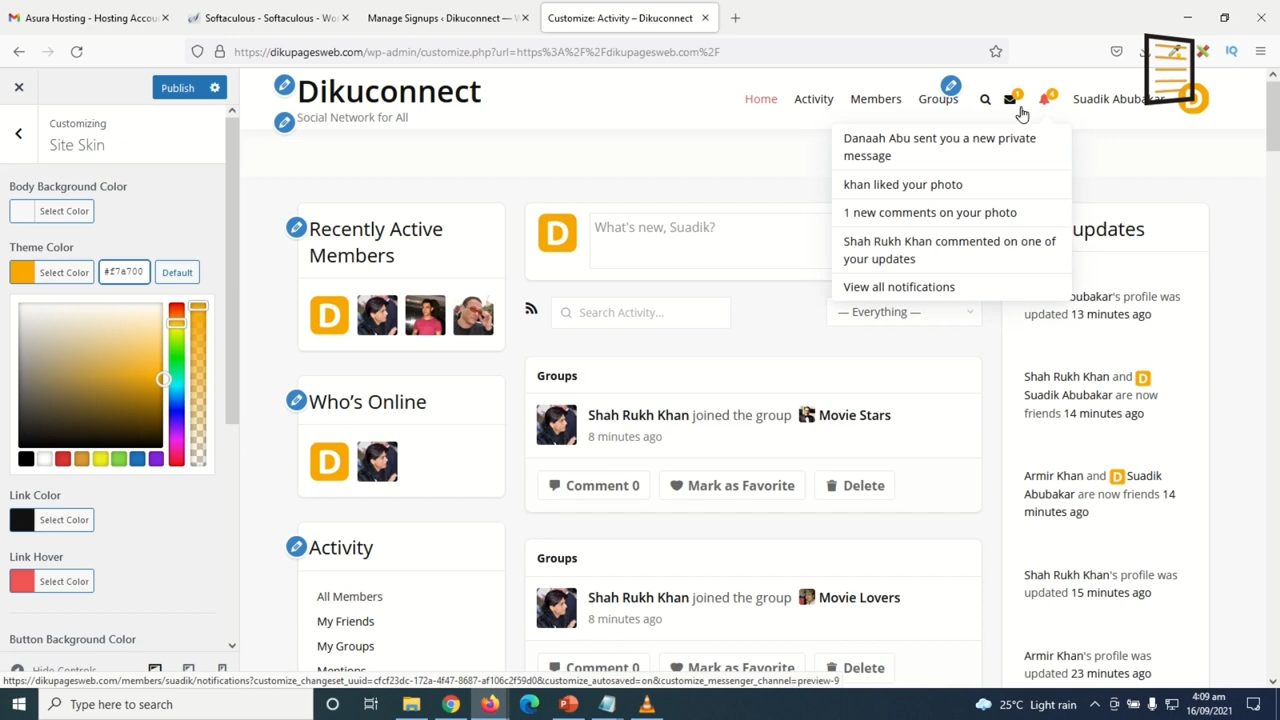 Asura Hosting - Hosting Accou
Softaculous - Softaculous - Wo
Manage Signups ‹ Dikuconnect — W
Customize: Activity – Dikuconnect
https://dikupagesweb.com/wp-admin/customize.php?url=https%3A%2F%2Fdikupagesweb.com%2F
IQ
Publish
Customizing
Site Skin
Body Background Color
Select Color
Theme Color
Select Color
#f7a700
Default
Link Color
Select Color
Link Hover
Select Color
Button Background Color
Hide Controls
Dikuconnect
Social Network for All
Home
Activity
Members
Groups
1
4
Suadik Abubakar
D
Danaah Abu sent you a new private
message
khan liked your photo
1 new comments on your photo
Shah Rukh Khan commented on one of
your updates
View all notifications
Recently Active
Members
D
Who's Online
D
Activity
All Members
My Friends
My Groups
Mentions
D
What's new, Suadik?
Search Activity...
— Everything —
Groups
Shah Rukh Khan joined the group Movie Stars
8 minutes ago
Comment 0
Mark as Favorite
Delete
Groups
Shah Rukh Khan joined the group Movie Lovers
8 minutes ago
Comment 0
Mark as Favorite
Delete
updates
's profile was
updated 13 minutes ago
Shah Rukh Khan and D
Suadik Abubakar are now
friends 14 minutes ago
Armir Khan and D Suadik
Abubakar are now friends 14
minutes ago
Shah Rukh Khan's profile was
updated 15 minutes ago
Armir Khan's profile was
updated 23 minutes ago
https://dikupagesweb.com/members/suadik/notifications?customize_changeset_uuid=cfcf23dc-172a-4f47-8687-af106c2f59d0&customize_autosaved=on&customize_messenger_channel=preview-9
Type here to search
25°C Light rain
4:09 am
16/09/2021